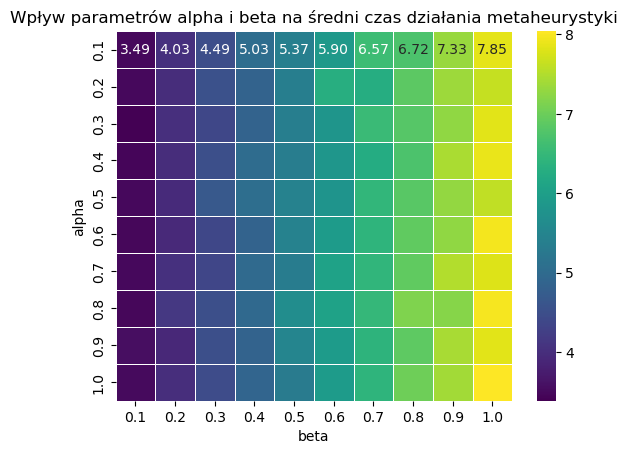 Wpływ parametrów alpha i beta na średni czas działania metaheurystyki
0.1 3.49 4.03 4.49 5.03 5.37 5.90 6.57 6.72 7.33 7.85
0.2
0.3
0.4
0.5
0.6
0.7
0.8
0.9
1.0
alpha
0.1 0.2 0.3 0.4 0.5 0.6 0.7 0.8 0.9 1.0
beta
8
7
6
5
4